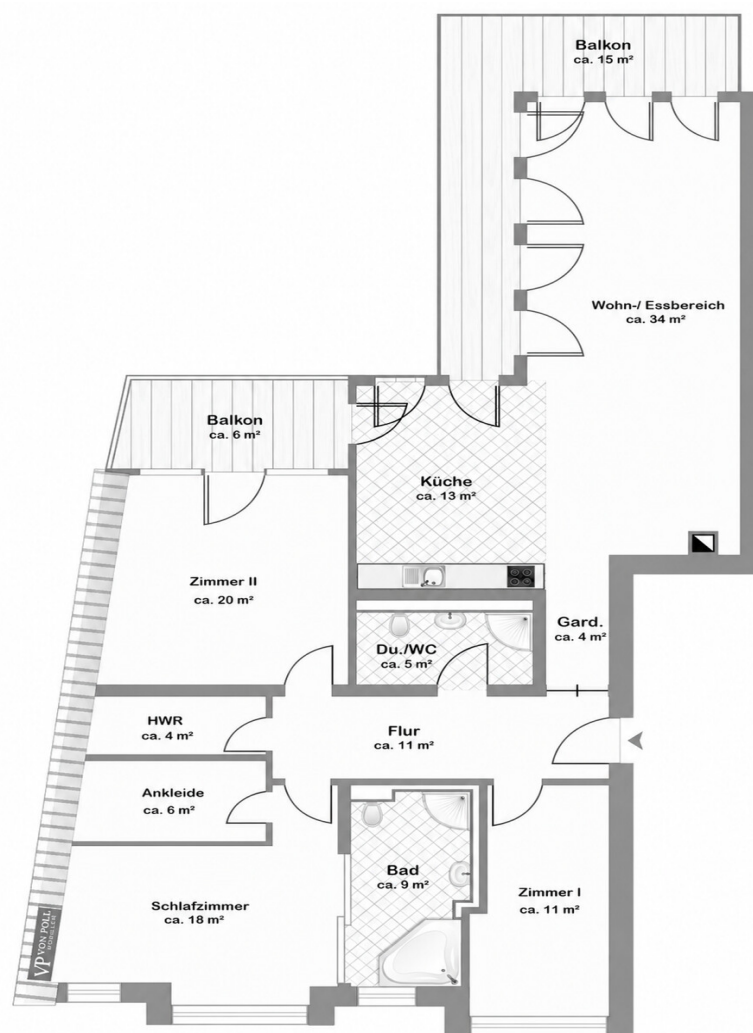 Balkon
ca. 15 m²
Wohn-/ Essbereich
ca. 34 m²
Balkon
ca. 6 m²
Küche
ca. 13 m²
Zimmer II
ca. 20 m²
Gard.
ca. 4 m²
Du./WC
ca. 5 m²
HWR
ca. 4 m²
Flur
ca. 11 m²
Ankleide
ca. 6 m²
Bad
ca. 9 m²
Zimmer I
ca. 11 m²
Schlafzimmer
ca. 18 m²
VP VON POLL
IMMOBILIEN